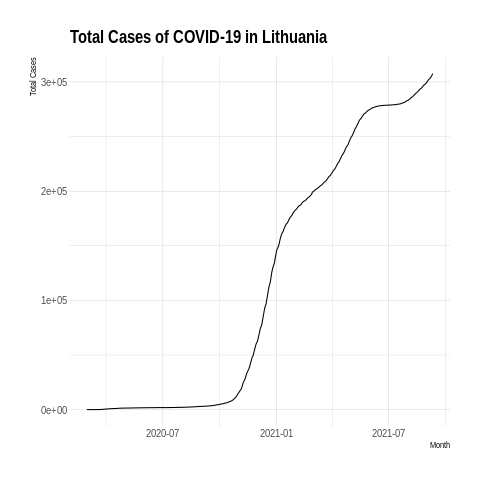 Total Cases of COVID-19 in Lithuania
Total Cases
3e+05
2e+05
1e+05
0e+00
2020-07 2021-01 2021-07
Month